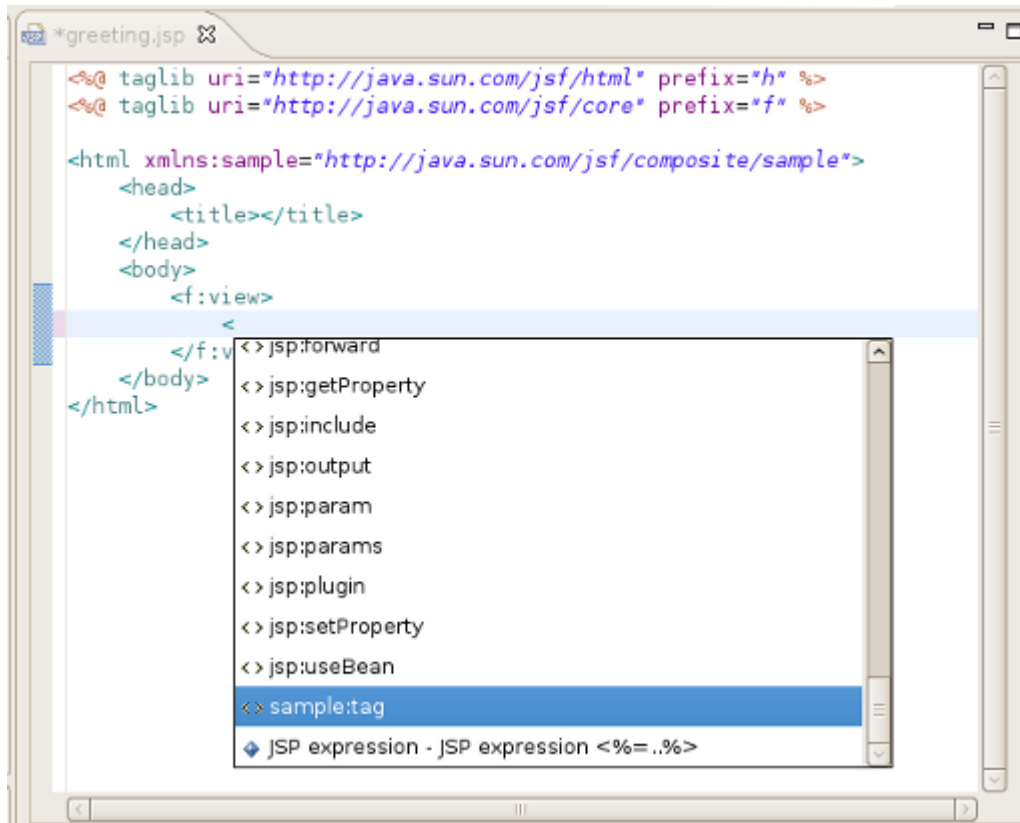 *greeting.jsp
<%@ taglib uri="http://java.sun.com/jsf/html" prefix="h" %>
<%@ taglib uri="http://java.sun.com/jsf/core" prefix="f" %>
<html xmlns:sample="http://java.sun.com/jsf/composite/sample">
<head>
<title></title>
</head>
<body>
<f:view>
<
</f:v
</body>
</html>
<> jsp:forward
<> jsp:getProperty
<> jsp:include
<> jsp:output
<> jsp:param
<> jsp:params
<> jsp:plugin
<> jsp:setProperty
<> jsp:useBean
<> sample:tag
JSP expression - JSP expression <%=..%>